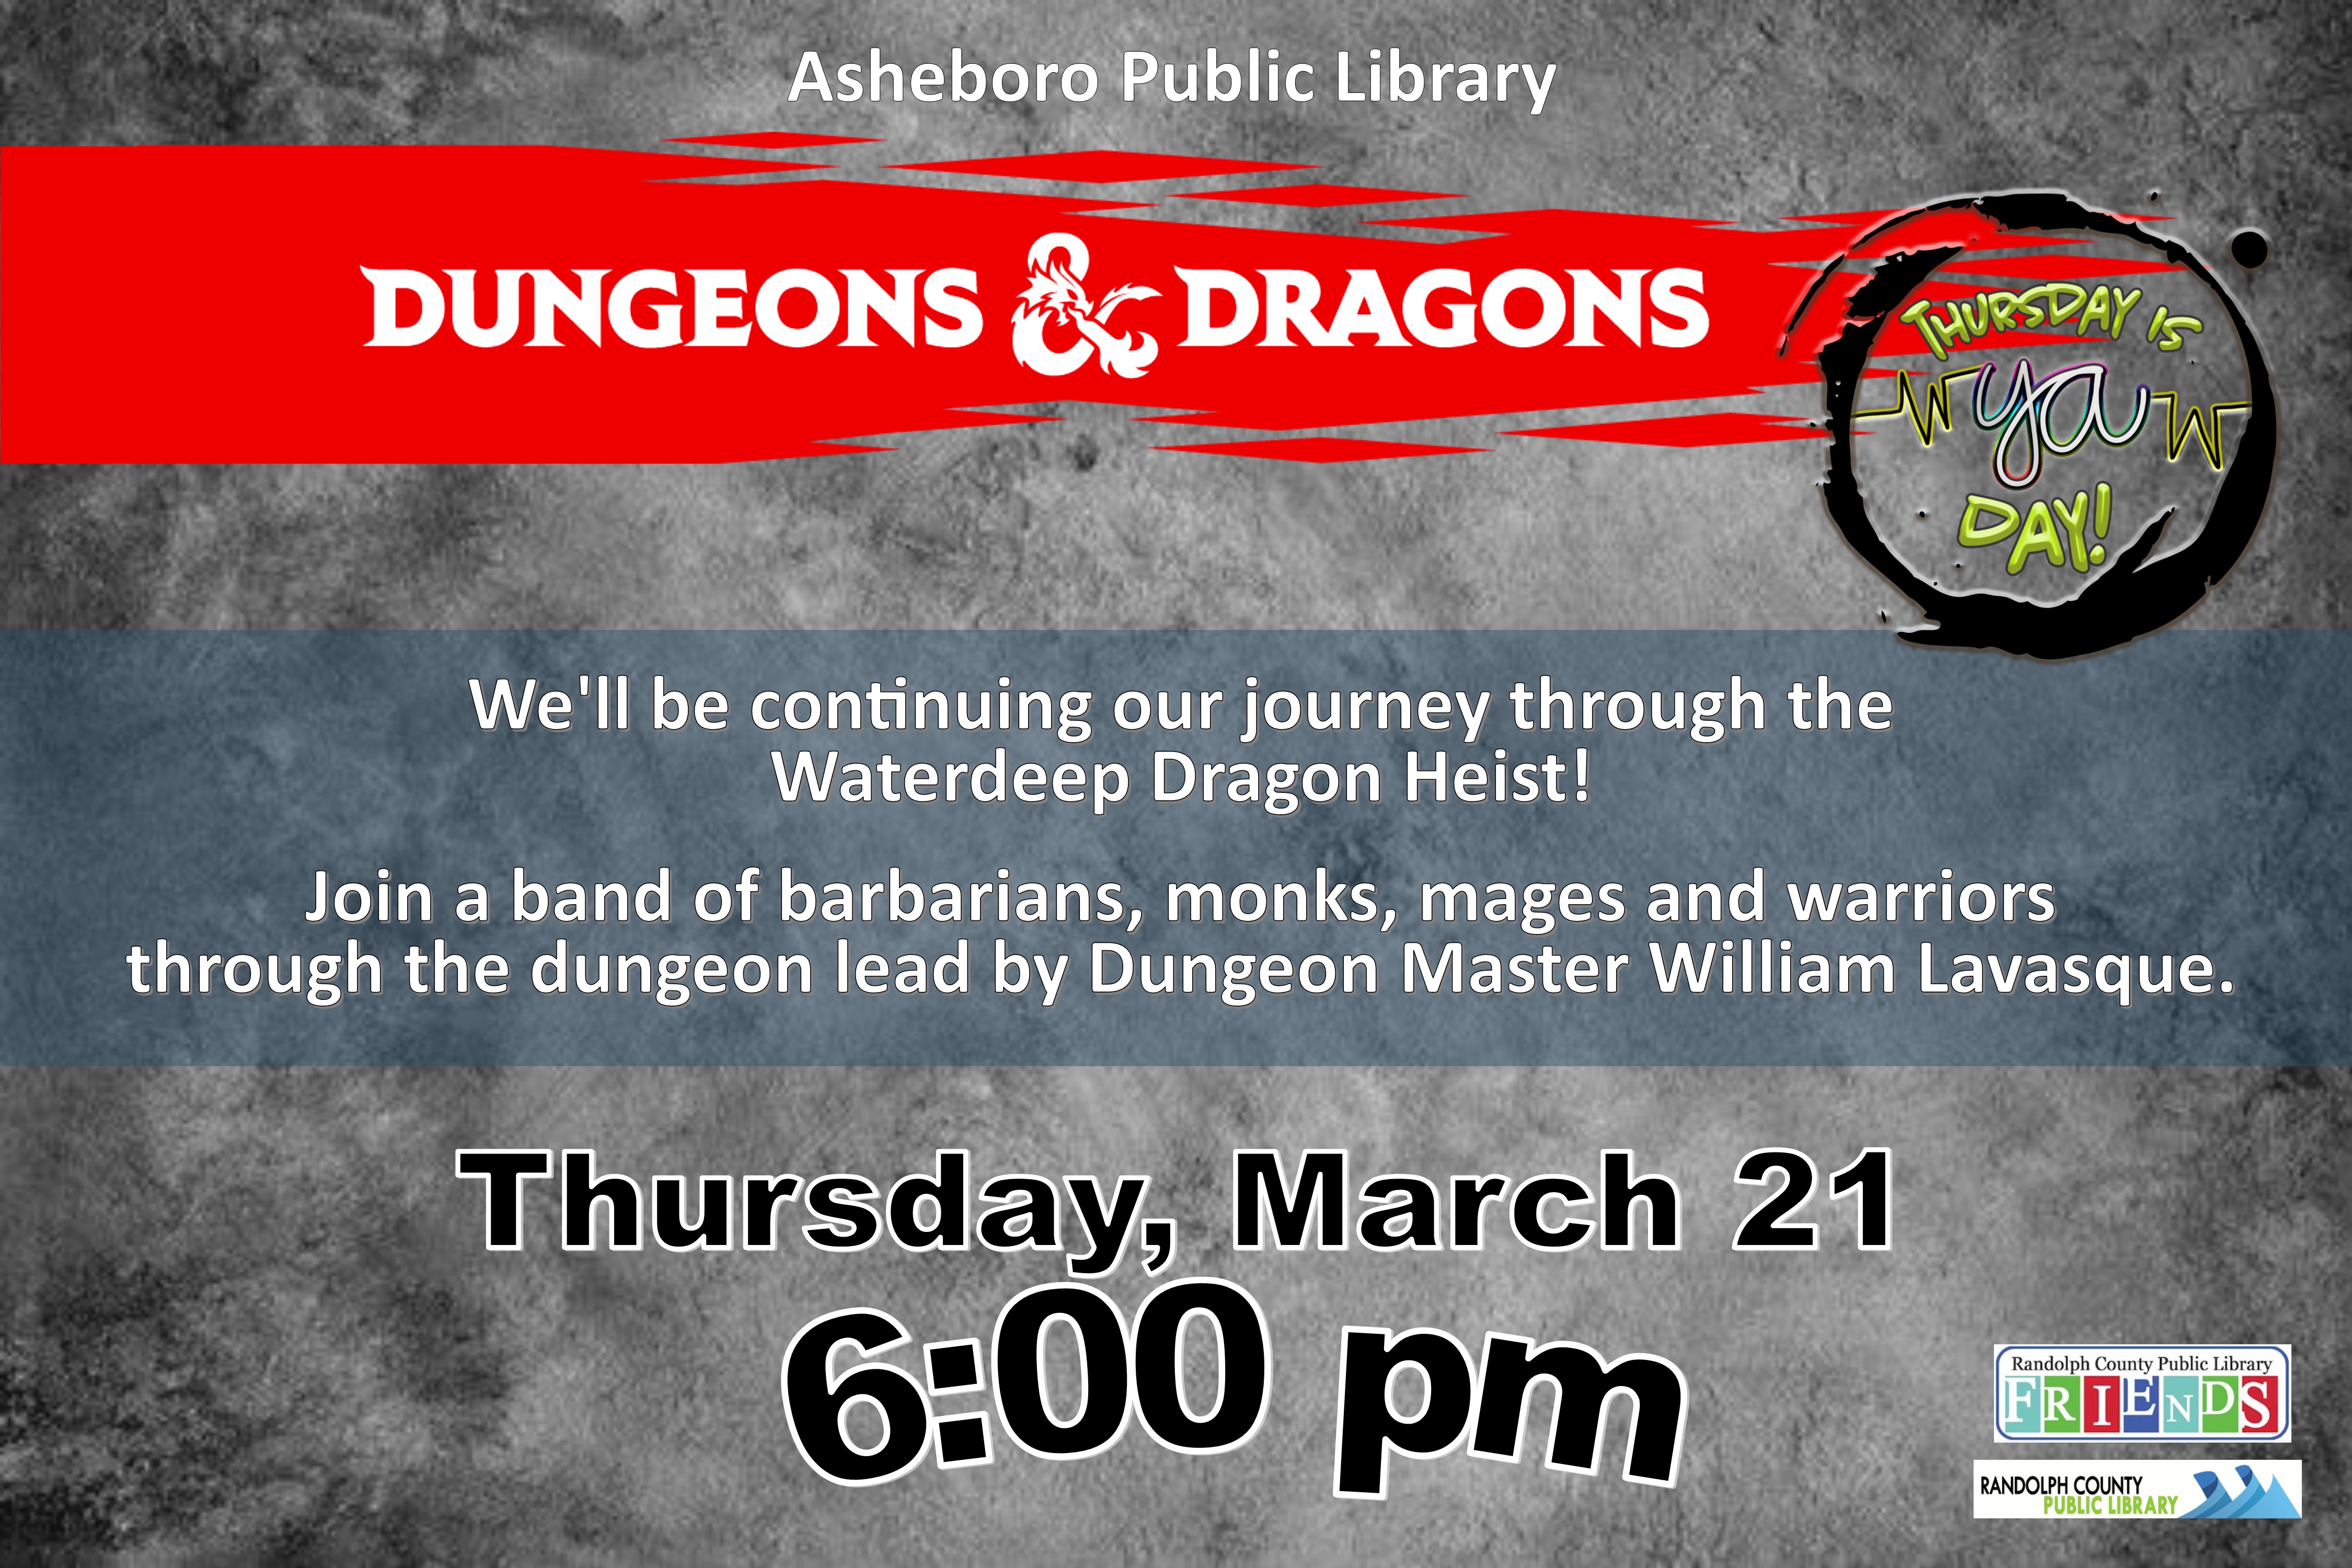 Asheboro Public Library
DUNGEONS & DRAGONS
THURSDAY IS
W ya W
DAY!
We'll be continuing our journey through the
Waterdeep Dragon Heist!
Join a band of barbarians, monks, mages and warriors
through the dungeon lead by Dungeon Master William Lavasque.
Thursday, March 21
6:00 pm
Randolph County Public Library
FRIENDS
RANDOLPH COUNTY
PUBLIC LIBRARY